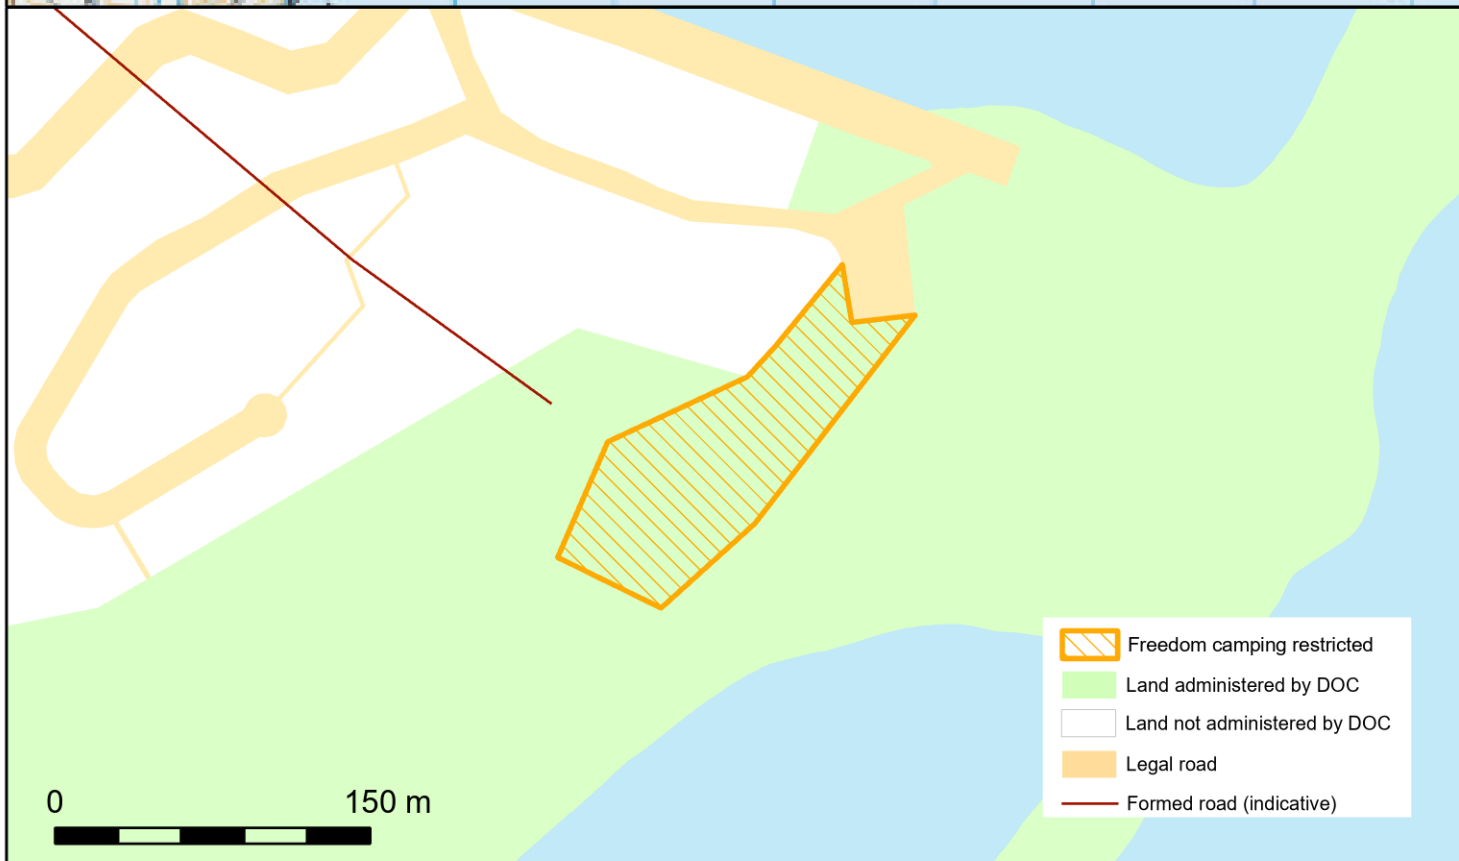 Freedom camping restricted
Land administered by DOC
Land not administered by DOC
Legal road
Formed road (indicative)
0 150 m